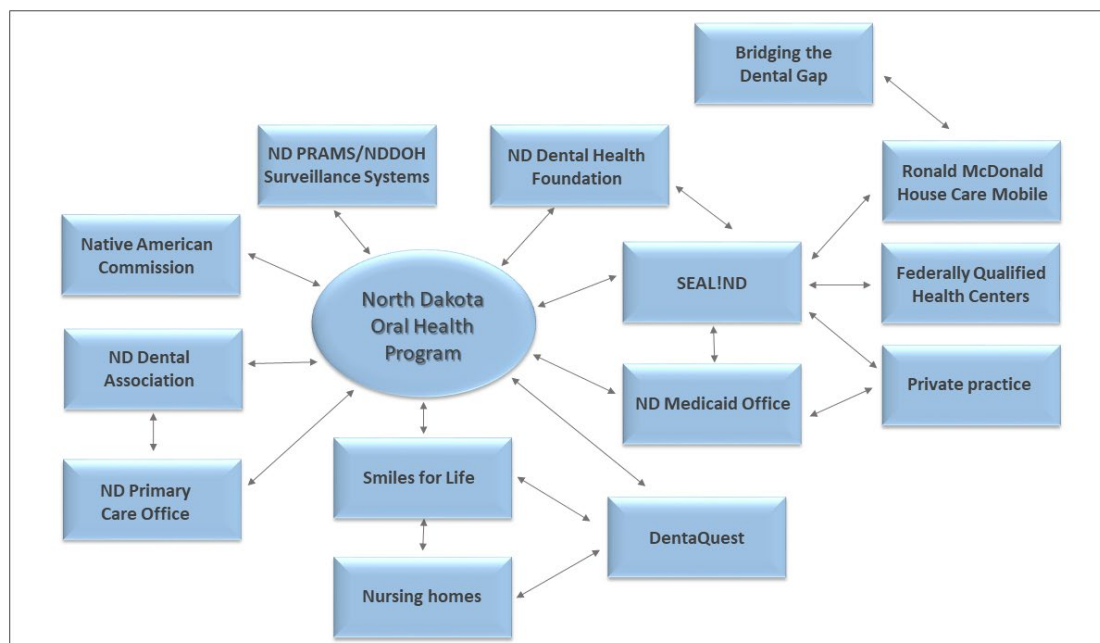 Bridging the
Dental Gap
ND PRAMS/NDDOH
Surveillance Systems
ND Dental Health
Foundation
Ronald McDonald
House Care Mobile
Native American
Commission
North Dakota
Oral Health
Program
SEAL!ND
Federally Qualified
Health Centers
ND Dental
Association
ND Medicaid Office
Private practice
ND Primary
Care Office
Smiles for Life
DentaQuest
Nursing homes